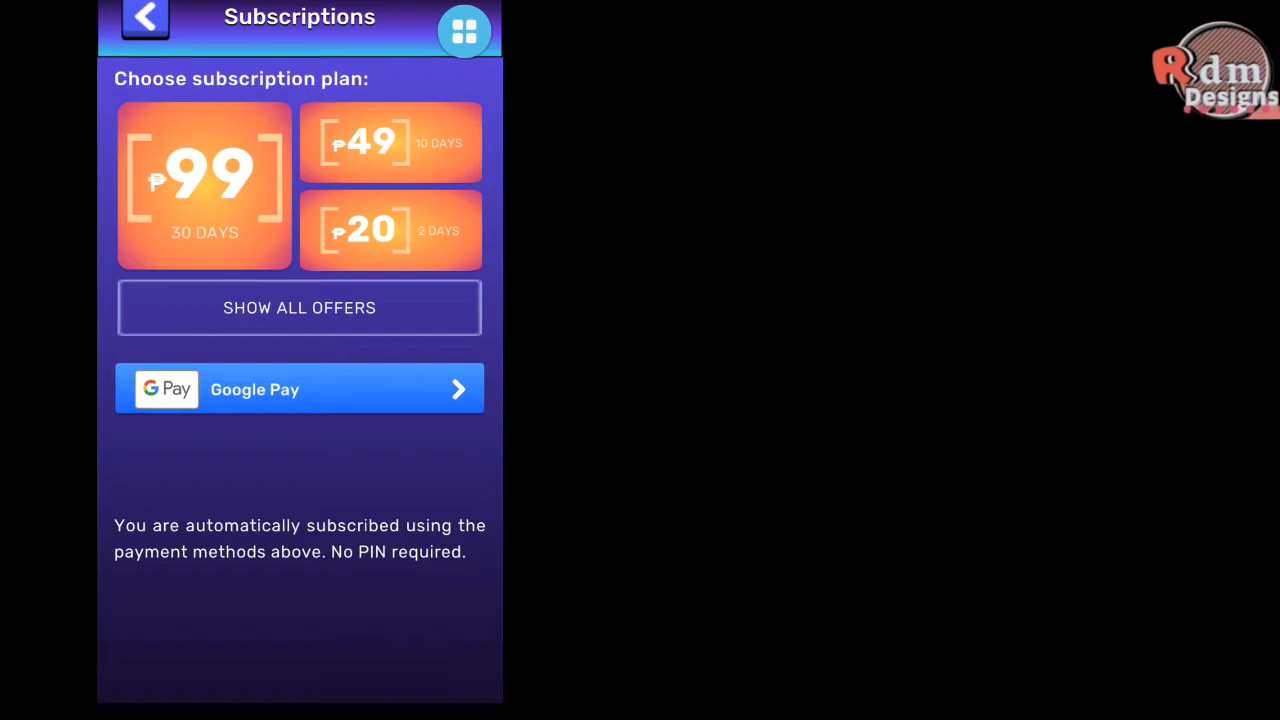 Subscriptions
Choose subscription plan:
₱99
30 DAYS
₱49 10 DAYS
₱20 2 DAYS
SHOW ALL OFFERS
G Pay Google Pay
You are automatically subscribed using the
payment methods above. No PIN required.
Rdm
Designs